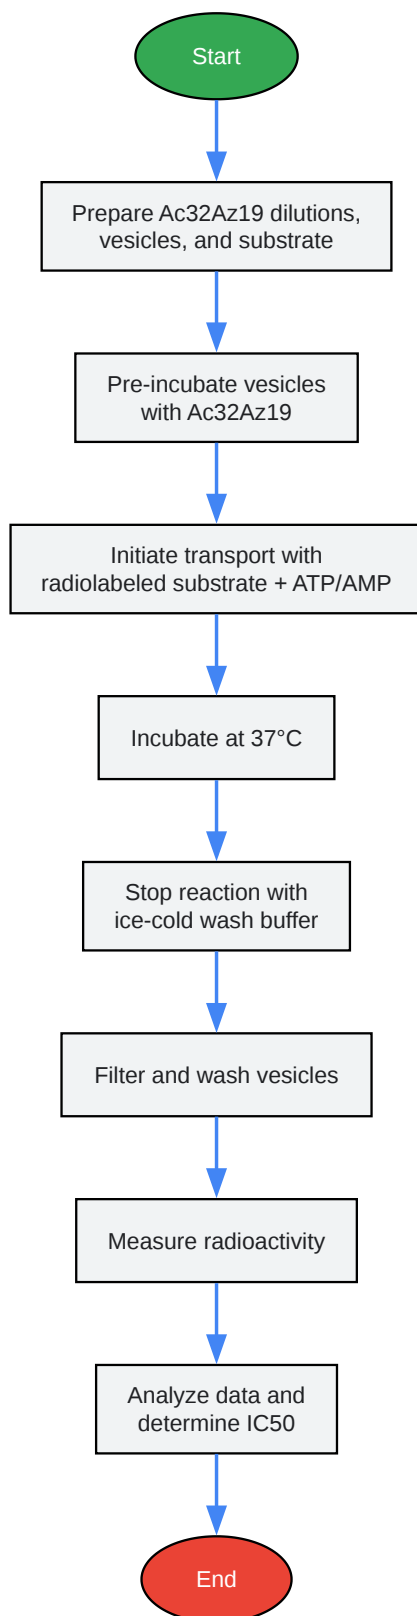 Start
Prepare Ac32Az19 dilutions,
vesicles, and substrate
Pre-incubate vesicles
with Ac32Az19
Initiate transport with
radiolabeled substrate + ATP/AMP
Incubate at 37°C
Stop reaction with
ice-cold wash buffer
Filter and wash vesicles
Measure radioactivity
Analyze data and
determine IC50
End